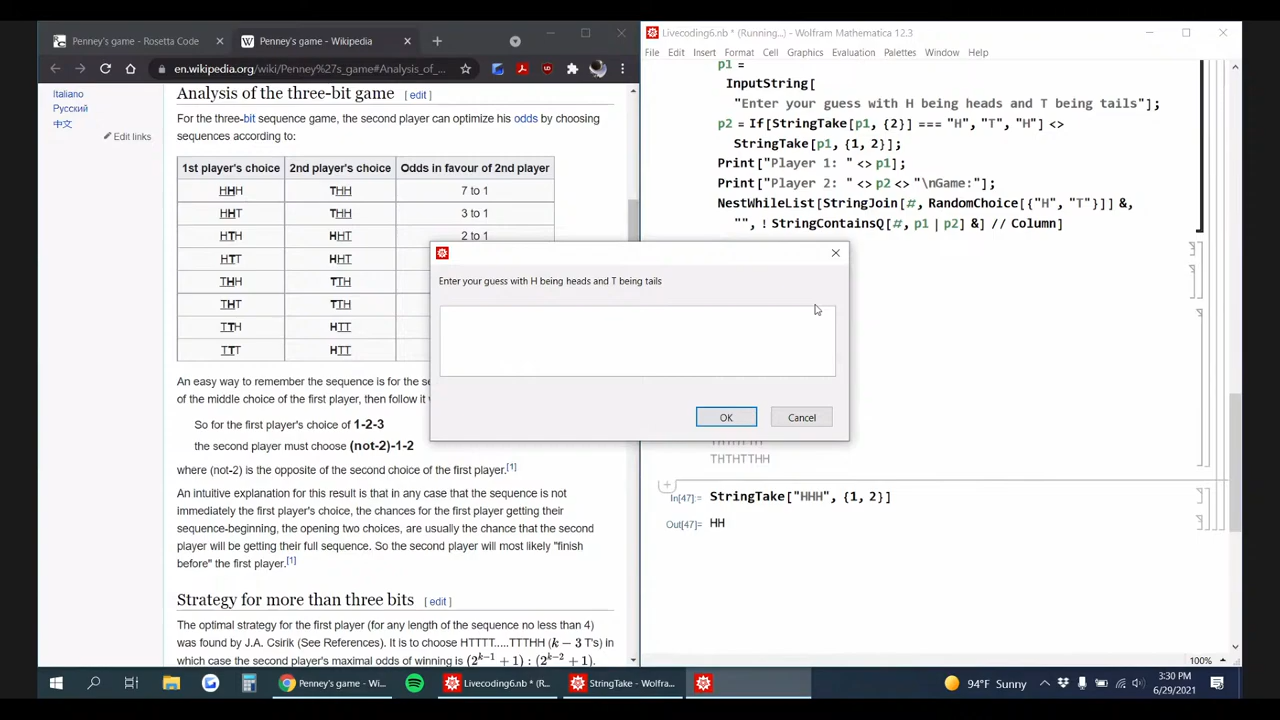 Penney's game - Rosetta Code
Penney's game - Wikipedia
en.wikipedia.org/wiki/Penney%27s_game#Analysis_of_...
Italiano
Русский
中文
Edit links
Analysis of the three-bit game [ edit ]
For the three-bit sequence game, the second player can optimize his odds by choosing
sequences according to:
1st player's choice 2nd player's choice Odds in favour of 2nd player
HHH THH 7 to 1
HHT THH 3 to 1
HTH HHT 2 to 1
HTT HHT
THH TTH
THT TTH
TTH HTT
TTT HTT
An easy way to remember the sequence is for the se
of the middle choice of the first player, then follow it
So for the first player's choice of 1-2-3
the second player must choose (not-2)-1-2
where (not-2) is the opposite of the second choice of the first player.[1]
An intuitive explanation for this result is that in any case that the sequence is not
immediately the first player's choice, the chances for the first player getting their
sequence-beginning, the opening two choices, are usually the chance that the second
player will be getting their full sequence. So the second player will most likely "finish
before" the first player.[1]
Strategy for more than three bits [ edit ]
The optimal strategy for the first player (for any length of the sequence no less than 4)
was found by J.A. Csirik (See References). It is to choose HTTTT.....TTTHH (k − 3 T's) in
which case the second player's maximal odds of winning is (2^{k−1} + 1) : (2^{k−2} + 1).
Livecoding6.nb * (Running...) - Wolfram Mathematica 12.3
File Edit Insert Format Cell Graphics Evaluation Palettes Window Help
p1 =
InputString[
"Enter your guess with H being heads and T being tails"];
p2 = If[StringTake[p1, {2}] === "H", "T", "H"] <>
StringTake[p1, {1, 2}];
Print["Player 1: " <> p1];
Print["Player 2: " <> p2 <> "\nGame:"];
NestWhileList[StringJoin[#, RandomChoice[{"H", "T"}]] &,
"", ! StringContainsQ[#, p1 | p2] &] // Column]
Enter your guess with H being heads and T being tails
OK Cancel
THTHTTHH
In[47]:= StringTake["HHH", {1, 2}]
Out[47]= HH
100%
Penney's game - Wi...
Livecoding6.nb * (R...
StringTake - Wolfra...
94°F Sunny
3:30 PM
6/29/2021